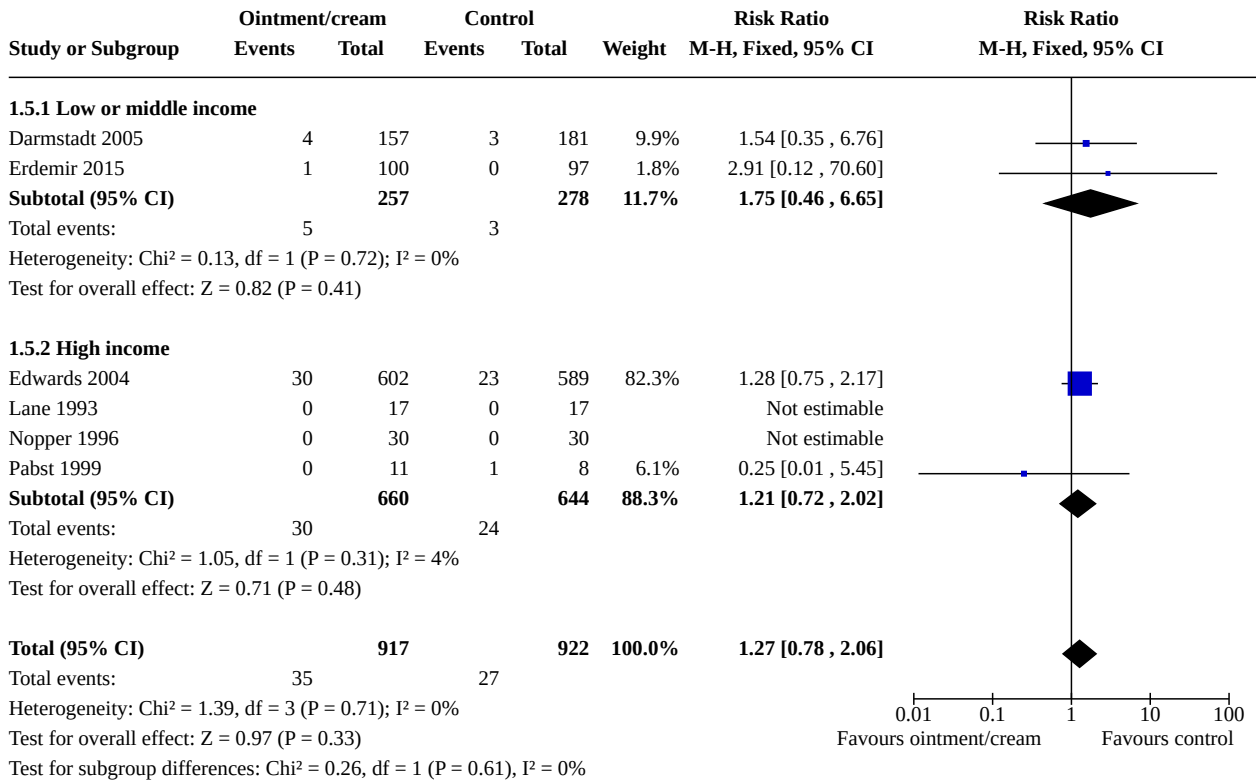 Ointment/cream Control Risk Ratio Risk Ratio
Study or Subgroup Events Total Events Total Weight M-H, Fixed, 95% CI M-H, Fixed, 95% CI
1.5.1 Low or middle income
Darmstadt 2005 4 157 3 181 9.9% 1.54 [0.35 , 6.76]
Erdemir 2015 1 100 0 97 1.8% 2.91 [0.12 , 70.60]
Subtotal (95% CI) 257 278 11.7% 1.75 [0.46 , 6.65]
Total events: 5 3
Heterogeneity: Chi² = 0.13, df = 1 (P = 0.72); I² = 0%
Test for overall effect: Z = 0.82 (P = 0.41)
1.5.2 High income
Edwards 2004 30 602 23 589 82.3% 1.28 [0.75 , 2.17]
Lane 1993 0 17 0 17 Not estimable
Nopper 1996 0 30 0 30 Not estimable
Pabst 1999 0 11 1 8 6.1% 0.25 [0.01 , 5.45]
Subtotal (95% CI) 660 644 88.3% 1.21 [0.72 , 2.02]
Total events: 30 24
Heterogeneity: Chi² = 1.05, df = 1 (P = 0.31); I² = 4%
Test for overall effect: Z = 0.71 (P = 0.48)
Total (95% CI) 917 922 100.0% 1.27 [0.78 , 2.06]
Total events: 35 27
Heterogeneity: Chi² = 1.39, df = 3 (P = 0.71); I² = 0%
0.01 0.1 1 10 100
Test for overall effect: Z = 0.97 (P = 0.33)
Favours ointment/cream Favours control
Test for subgroup differences: Chi² = 0.26, df = 1 (P = 0.61), I² = 0%